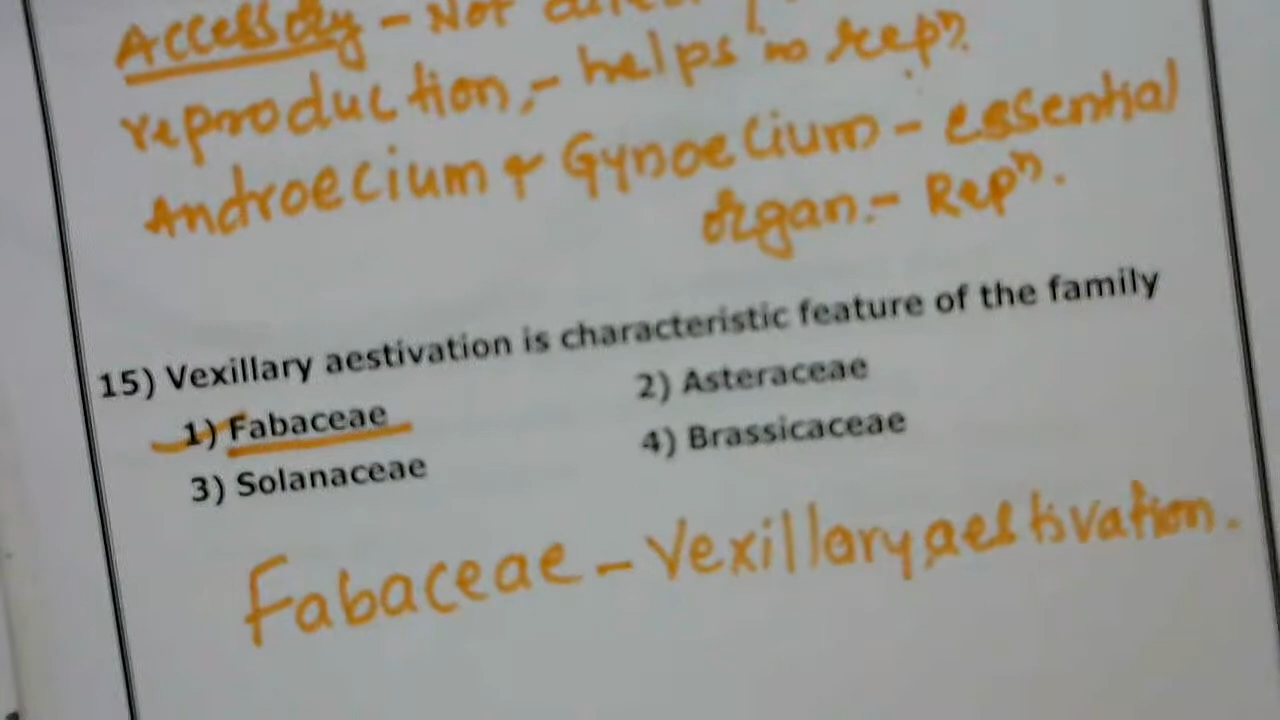 Accessory - Not
reproduction, - helps in repn.
Androecium & Gynoecium - essential
organ. - Repn.
15) Vexillary aestivation is characteristic feature of the family
1) Fabaceae 2) Asteraceae
3) Solanaceae 4) Brassicaceae
Fabaceae - Vexillary aestivation.